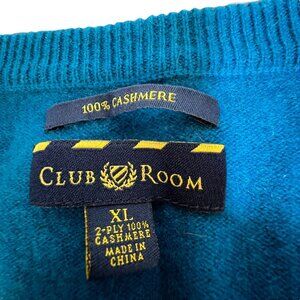 100% CASHMERE
CLUB ROOM
XL
2-PLY 100%
CASHMERE
MADE IN
CHINA